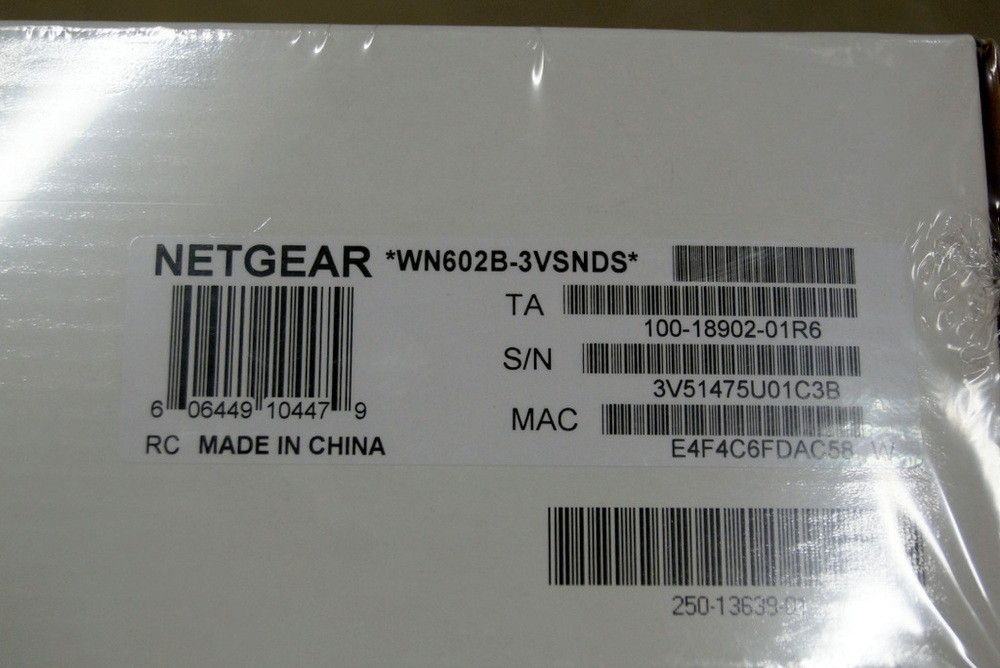 NETGEAR *WN602B-3VSNDS*
TA
100-18902-01R6
S/N
3V51475U01C3B
MAC
E4F4C6FDAC58 W
6 06449 10447 9
RC MADE IN CHINA
250-13639-01